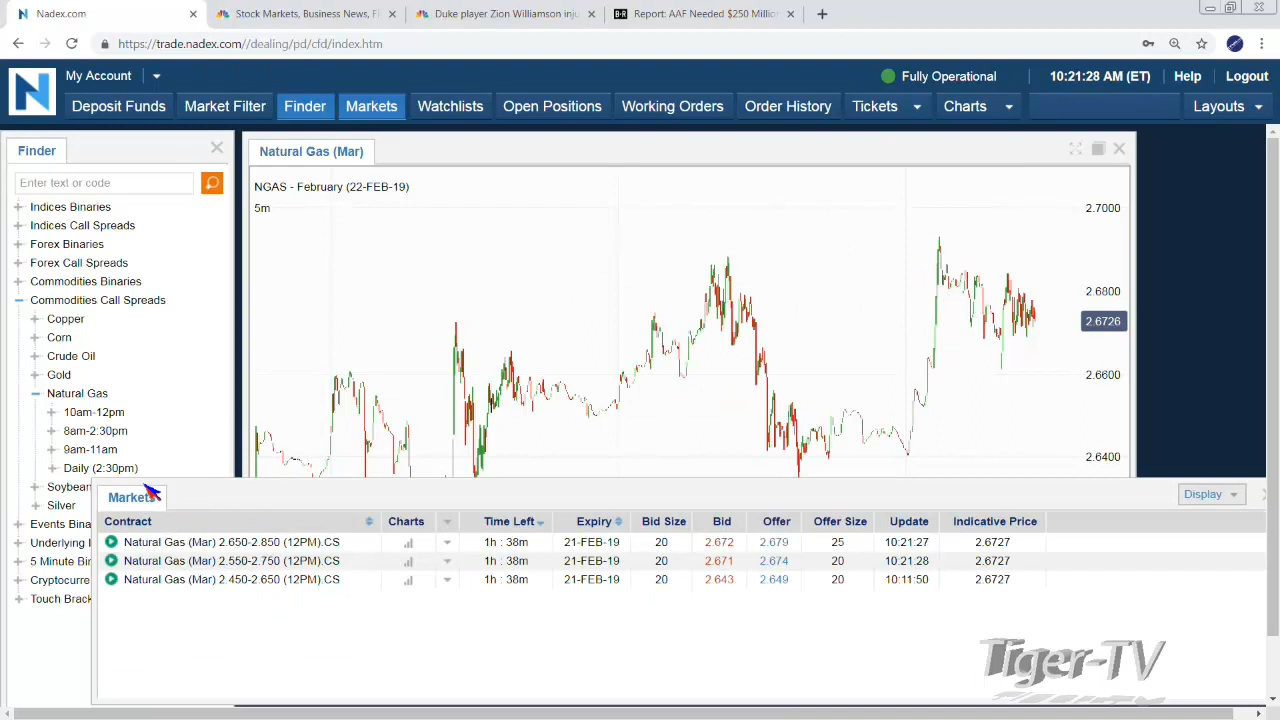 Nadex.com
Stock Markets, Business News, Fi
Duke player Zion Williamson inju
B·R Report: AAF Needed $250 Million
https://trade.nadex.com//dealing/pd/cfd/index.htm
N
My Account
Fully Operational
10:21:28 AM (ET)
Help
Logout
Deposit Funds
Market Filter
Finder
Markets
Watchlists
Open Positions
Working Orders
Order History
Tickets
Charts
Layouts
Finder
Enter text or code
Indices Binaries
Indices Call Spreads
Forex Binaries
Forex Call Spreads
Commodities Binaries
Commodities Call Spreads
Copper
Corn
Crude Oil
Gold
Natural Gas
10am-12pm
8am-2.30pm
9am-11am
Daily (2:30pm)
Soybean
Silver
Events Bina
Underlying I
5 Minute Bin
Cryptocurre
Touch Brack
Natural Gas (Mar)
NGAS - February (22-FEB-19)
5m
2.7000
2.6800
2.6726
2.6600
2.6400
Markets
Display
Contract Charts Time Left Expiry Bid Size Bid Offer Offer Size Update Indicative Price
Natural Gas (Mar) 2.650-2.850 (12PM).CS 1h : 38m 21-FEB-19 20 2.672 2.679 25 10:21:27 2.6727
Natural Gas (Mar) 2.550-2.750 (12PM).CS 1h : 38m 21-FEB-19 20 2.671 2.674 20 10:21:28 2.6727
Natural Gas (Mar) 2.450-2.650 (12PM).CS 1h : 38m 21-FEB-19 20 2.643 2.649 20 10:11:50 2.6727
Tiger-TV